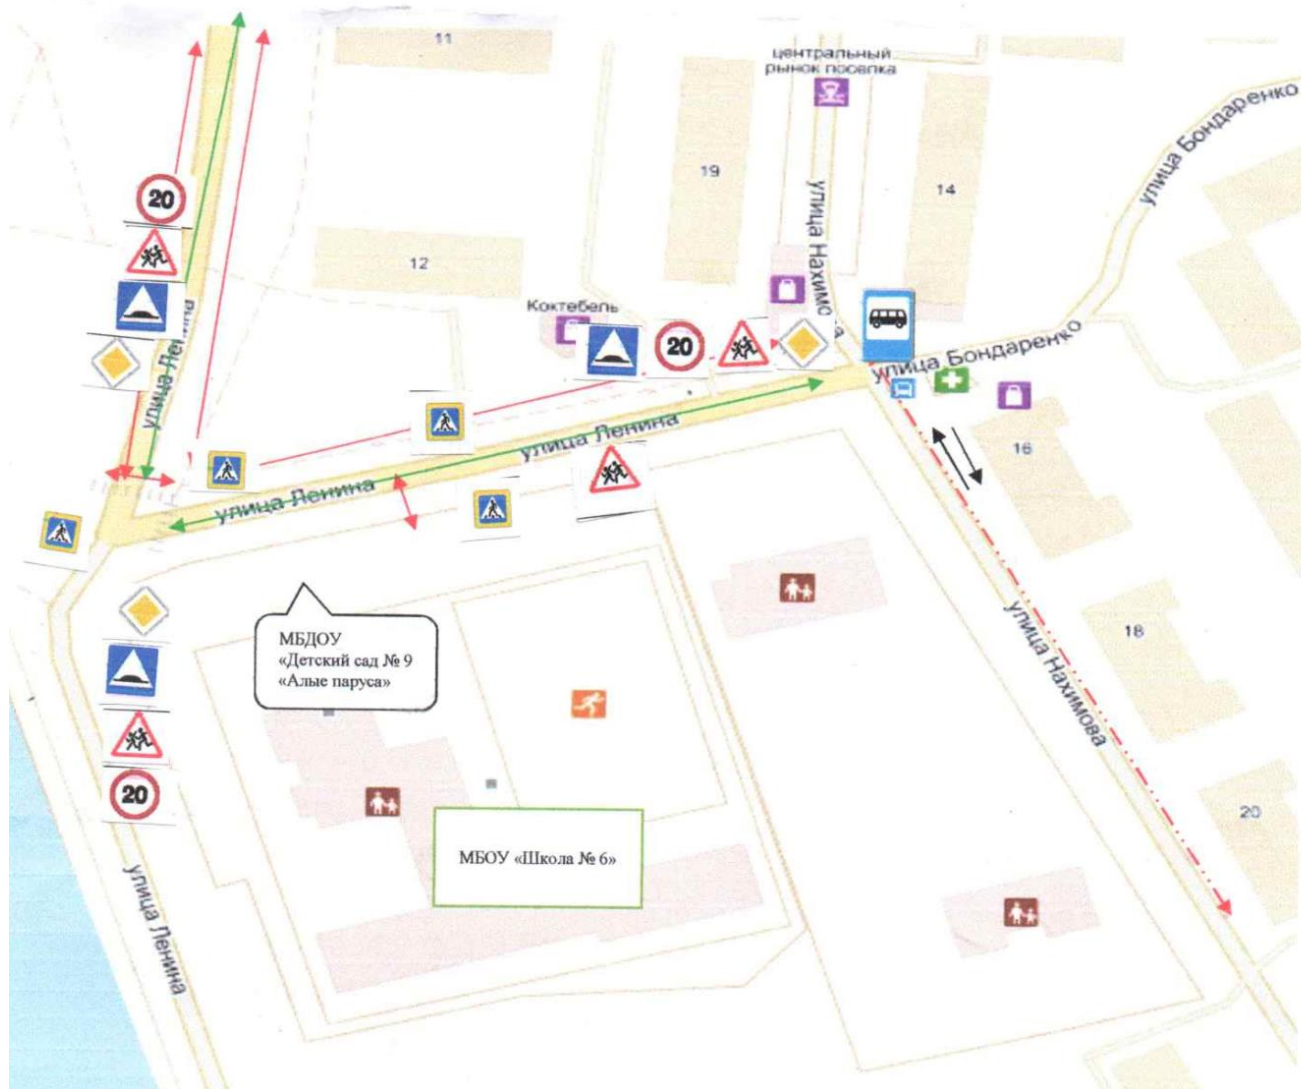 11
центральный
рынок поселка
19
14
улица Бондаренко
20
12
улица Нахимова
Коктебель
20
улица Ленина
улица Бондаренко
улица Ленина
16
улица Ленина
МБДОУ
«Детский сад № 9
«Алые паруса»
18
улица Нахимова
20
МБОУ «Школа № 6»
20
улица Ленина